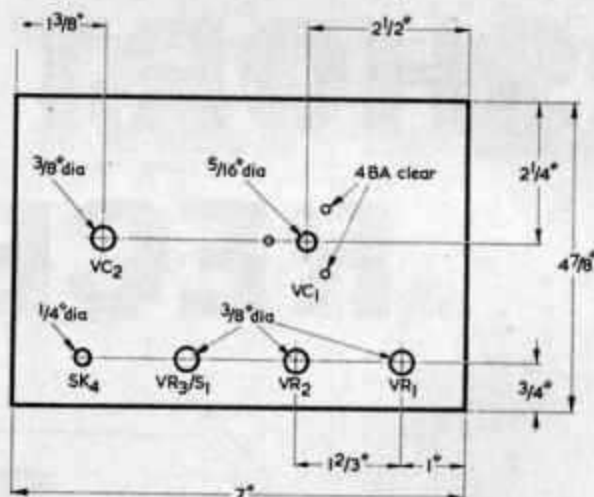 1 3/8"
2 1/2"
3/8" dia
5/16" dia
4BA clear
2 1/4"
4 7/8"
VC2
VC1
1/4" dia
3/8" dia
SK4
VR3/S1
VR2
VR1
3/4"
1 2/3"
1"
7"